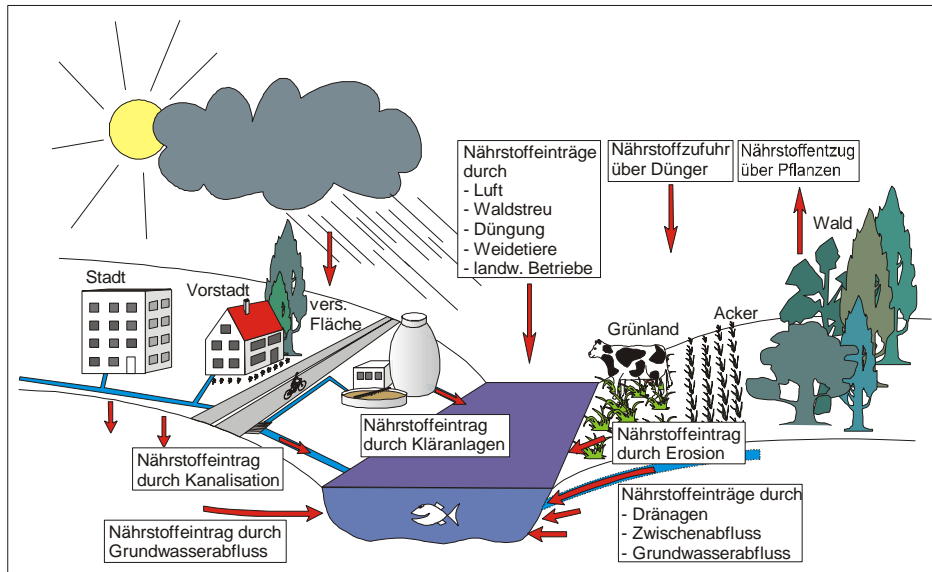 Nährstoffeinträge
durch
- Luft
- Waldstreu
- Düngung
- Weidetiere
- landw. Betriebe
Nährstoffzufuhr
über Dünger
Nährstoffentzug
über Pflanzen
Wald
Stadt
Vorstadt
vers.
Fläche
Grünland
Acker
Nährstoffeintrag
durch Kläranlagen
Nährstoffeintrag
durch Erosion
Nährstoffeintrag
durch Kanalisation
Nährstoffeinträge durch
- Dränagen
- Zwischenabfluss
- Grundwasserabfluss
Nährstoffeintrag durch
Grundwasserabfluss